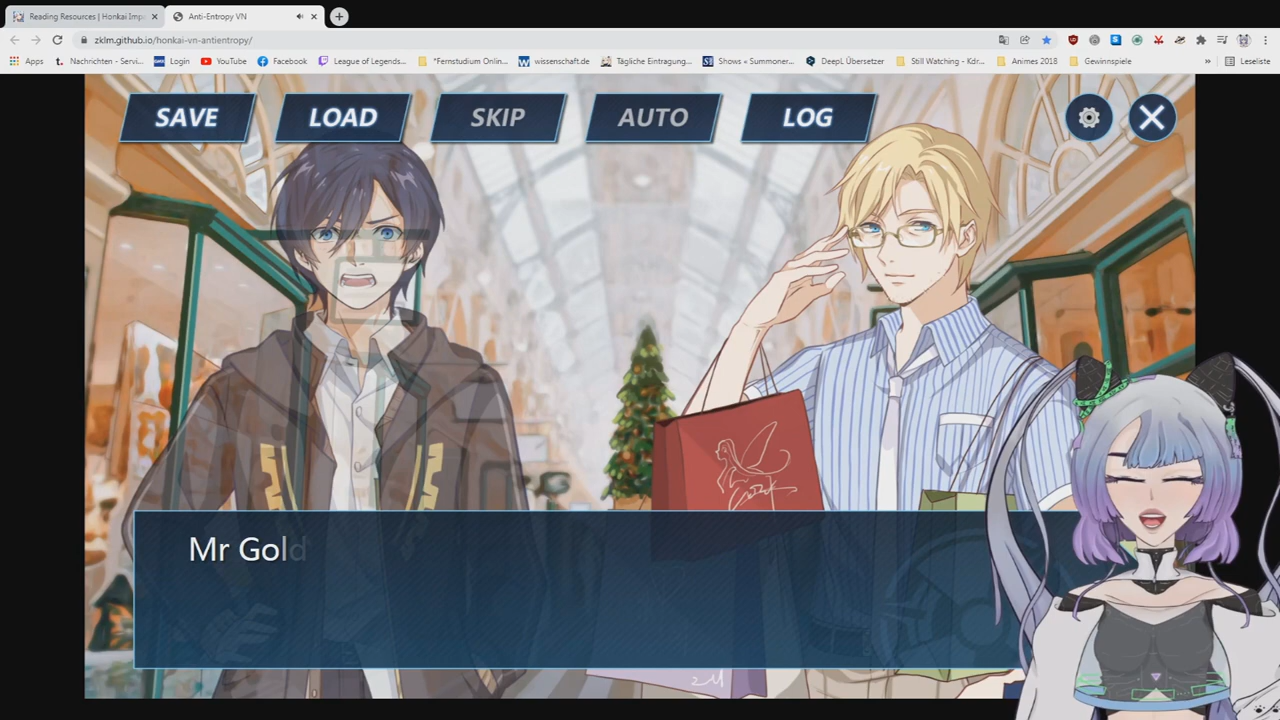 Reading Resources | Honkai Imp
Anti-Entropy VN
zklm.github.io/honkai-vn-antientropy/
Apps
Nachrichten - Servi...
Login
YouTube
Facebook
League of Legends...
*Fernstudium Onlin...
wissenschaft.de
Tägliche Eintragung...
Shows « Summoner...
DeepL Übersetzer
Still Watching - Kdr...
Animes 2018
Gewinnspiele
»
Leseliste
SAVE
LOAD
SKIP
AUTO
LOG
Mr Gold